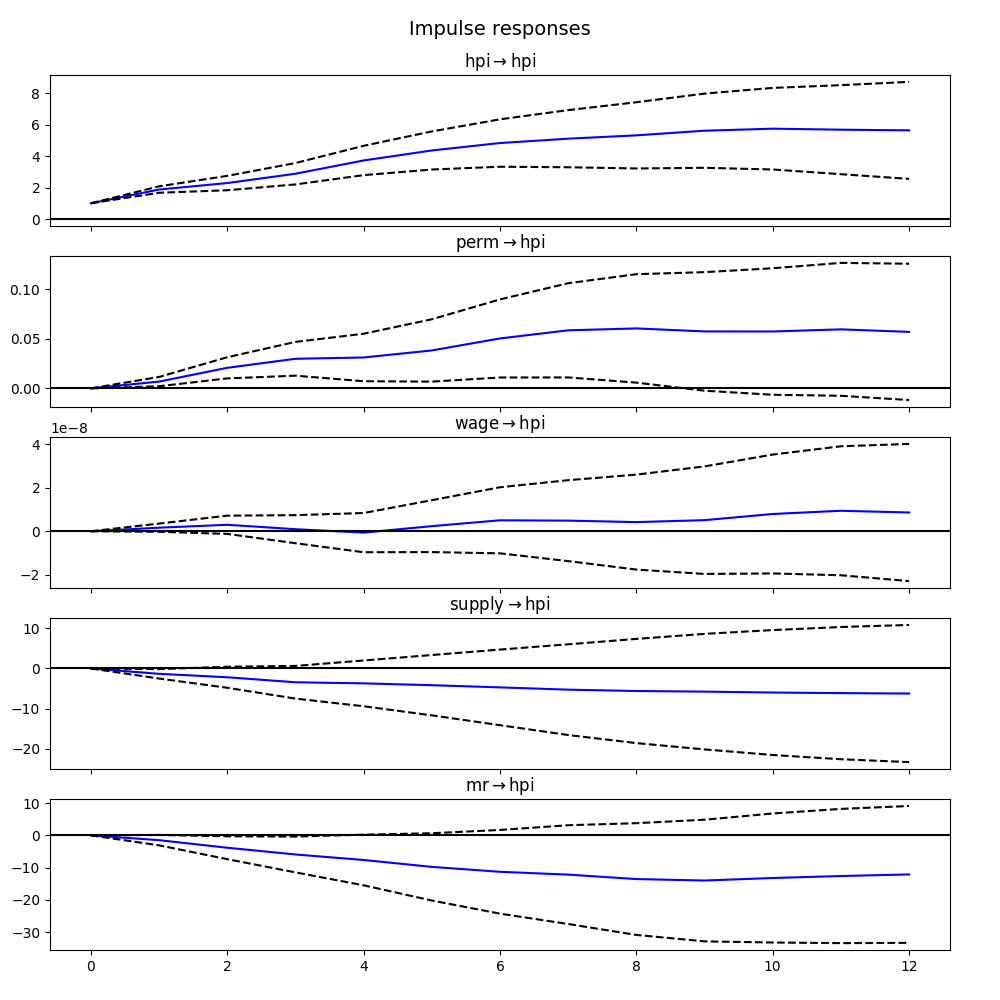 Impulse responses
hpi → hpi
8
6
4
2
0
perm → hpi
0.10
0.05
0.00
1e−8
wage → hpi
4
2
0
−2
supply → hpi
10
0
−10
−20
mr → hpi
10
0
−10
−20
−30
0 2 4 6 8 10 12